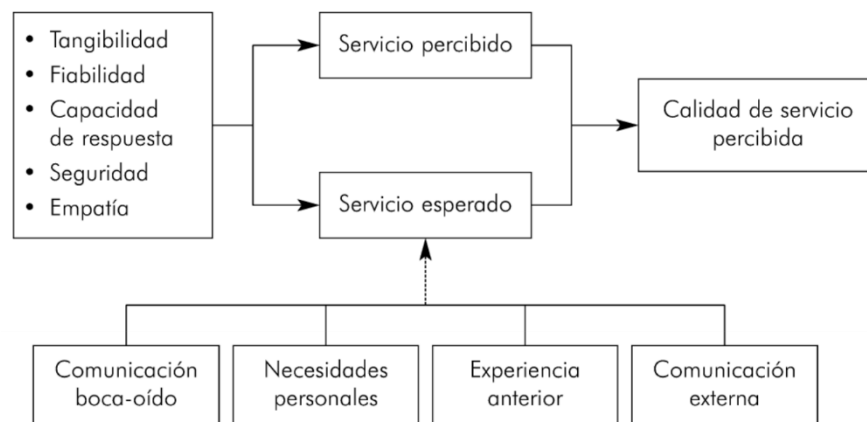 • Tangibilidad
• Fiabilidad
• Capacidad
de respuesta
• Seguridad
• Empatía
Servicio percibido
Servicio esperado
Calidad de servicio
percibida
Comunicación
boca-oído
Necesidades
personales
Experiencia
anterior
Comunicación
externa